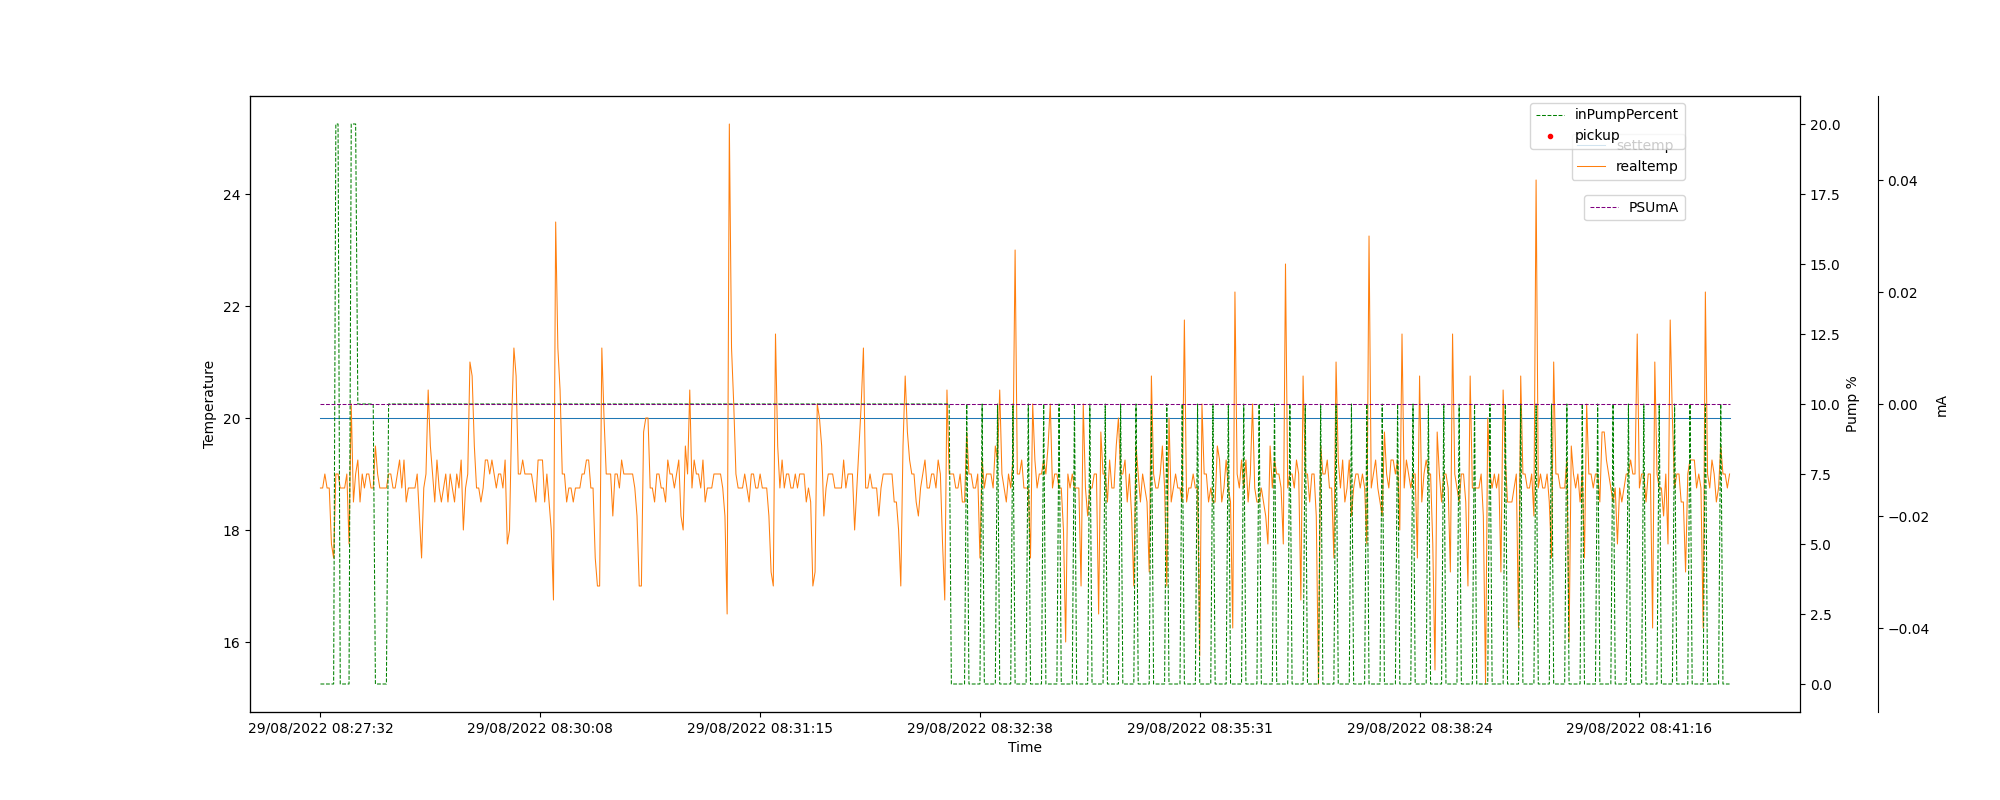 inPumpPercent
pickup
settemp
realtemp
PSUmA
24
22
20
18
16
Temperature
20.0
17.5
15.0
12.5
10.0
7.5
5.0
2.5
0.0
Pump %
0.04
0.02
0.00
−0.02
−0.04
mA
29/08/2022 08:27:32
29/08/2022 08:30:08
29/08/2022 08:31:15
29/08/2022 08:32:38
29/08/2022 08:35:31
29/08/2022 08:38:24
29/08/2022 08:41:16
Time